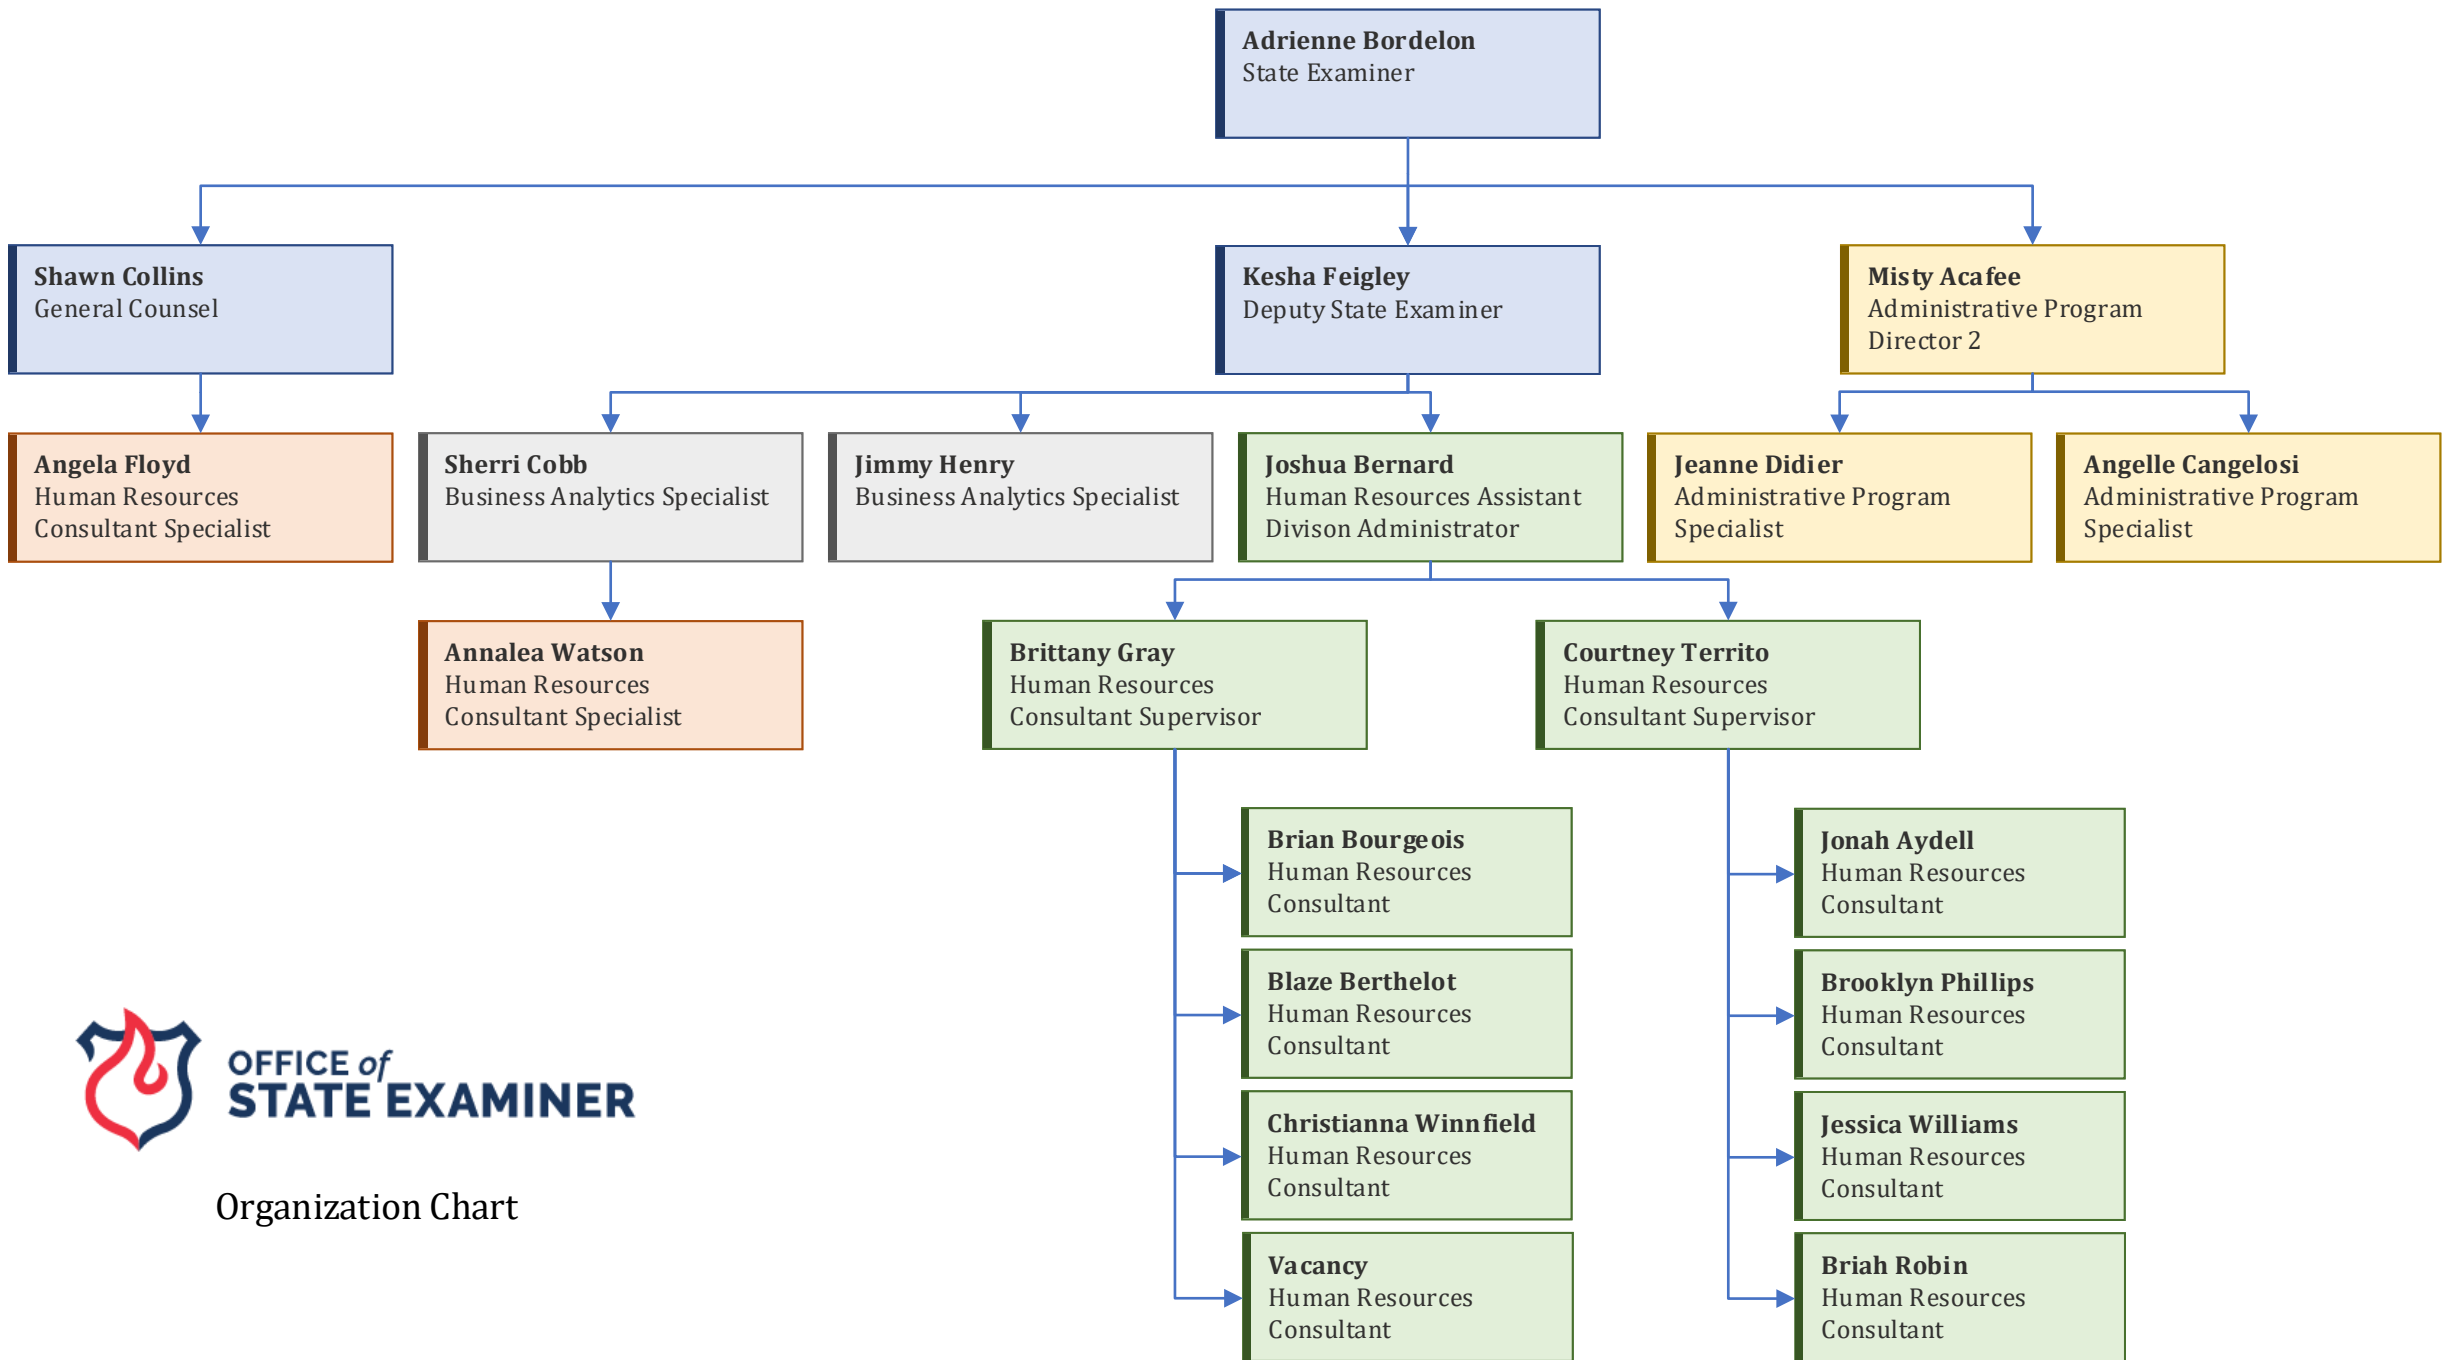 Adrienne Bordelon
State Examiner
Shawn Collins
General Counsel
Kesha Feigley
Deputy State Examiner
Misty Acafee
Administrative Program
Director 2
Angela Floyd
Human Resources
Consultant Specialist
Sherri Cobb
Business Analytics Specialist
Jimmy Henry
Business Analytics Specialist
Joshua Bernard
Human Resources Assistant
Divison Administrator
Jeanne Didier
Administrative Program
Specialist
Angelle Cangelosi
Administrative Program
Specialist
Annalea Watson
Human Resources
Consultant Specialist
Brittany Gray
Human Resources
Consultant Supervisor
Courtney Territo
Human Resources
Consultant Supervisor
Brian Bourgeois
Human Resources
Consultant
Jonah Aydell
Human Resources
Consultant
Blaze Berthelot
Human Resources
Consultant
Brooklyn Phillips
Human Resources
Consultant
Christianna Winnfield
Human Resources
Consultant
Jessica Williams
Human Resources
Consultant
Vacancy
Human Resources
Consultant
Briah Robin
Human Resources
Consultant
OFFICE of
STATE EXAMINER
Organization Chart